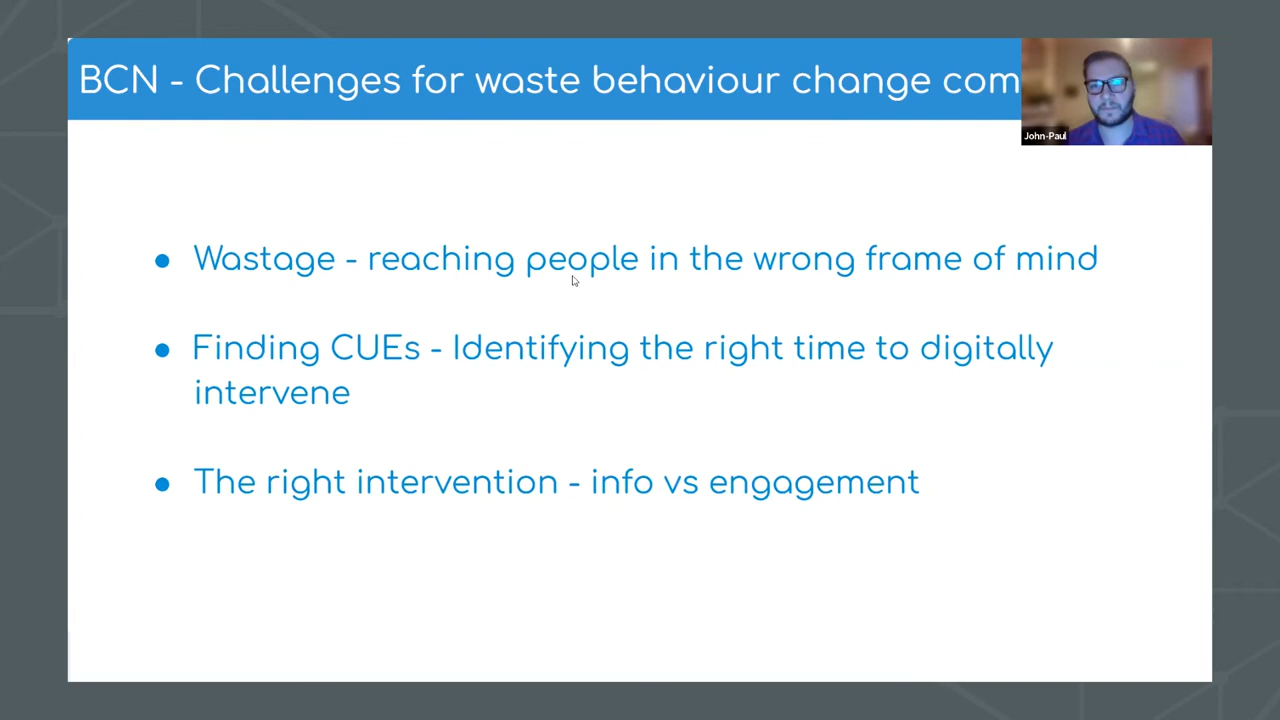 BCN - Challenges for waste behaviour change com
John-Paul
● Wastage - reaching people in the wrong frame of mind
● Finding CUEs - Identifying the right time to digitally
intervene
● The right intervention - info vs engagement